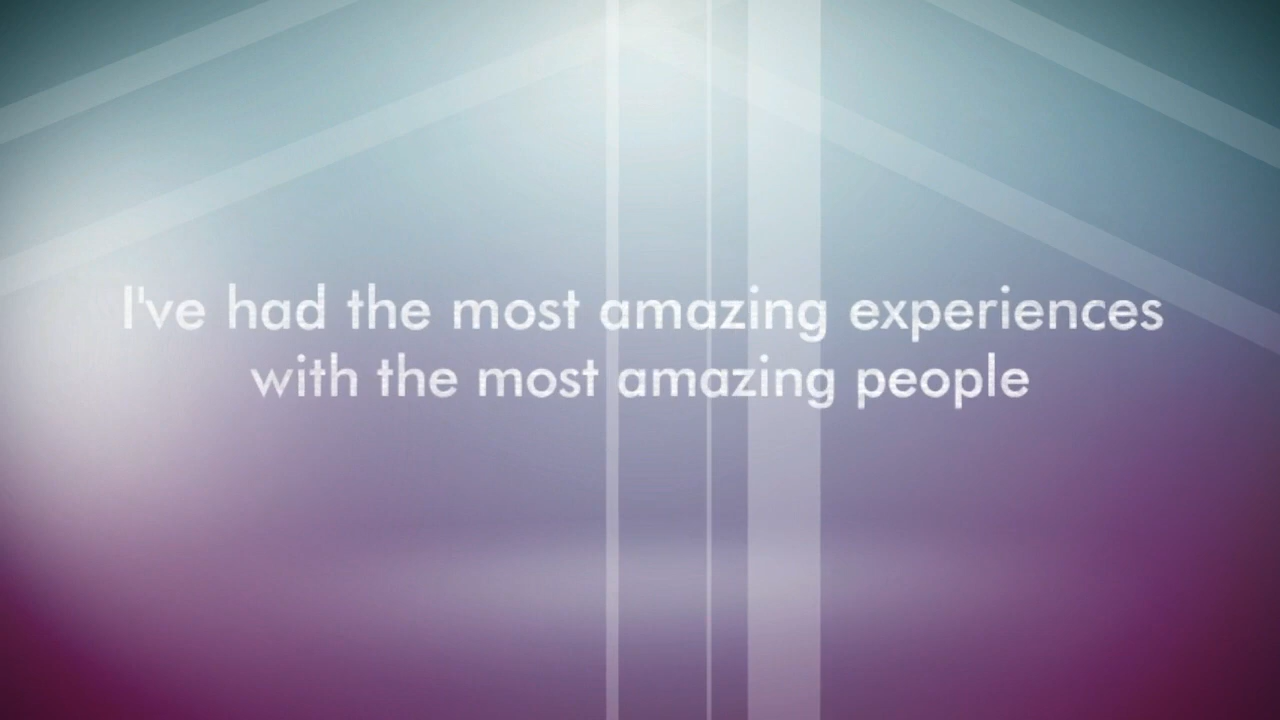 I've had the most amazing experiences
with the most amazing people